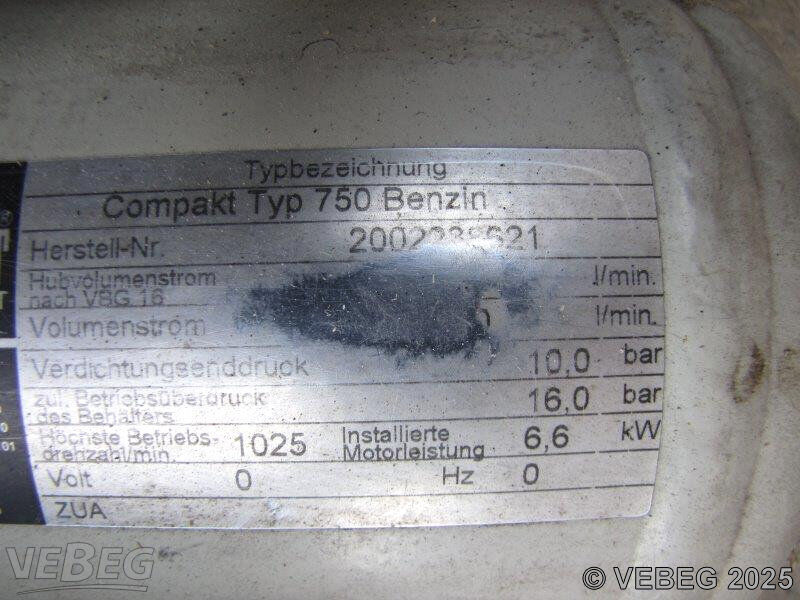 Typbezeichnung
Compakt Typ 750 Benzin
Herstell-Nr.
Hubvolumenstrom l/min.
nach VBG 16
Volumenstrom l/min.
Verdichtungsenddruck 10,0 bar
zul. Betriebsüberdruck 16,0 bar
des Behälters
Höchste Betriebs- 1025 Installierte 6,6 kW
drehzahl/min. Motorleistung
Volt 0 Hz 0
ZUA
VEBEG
© VEBEG 2025